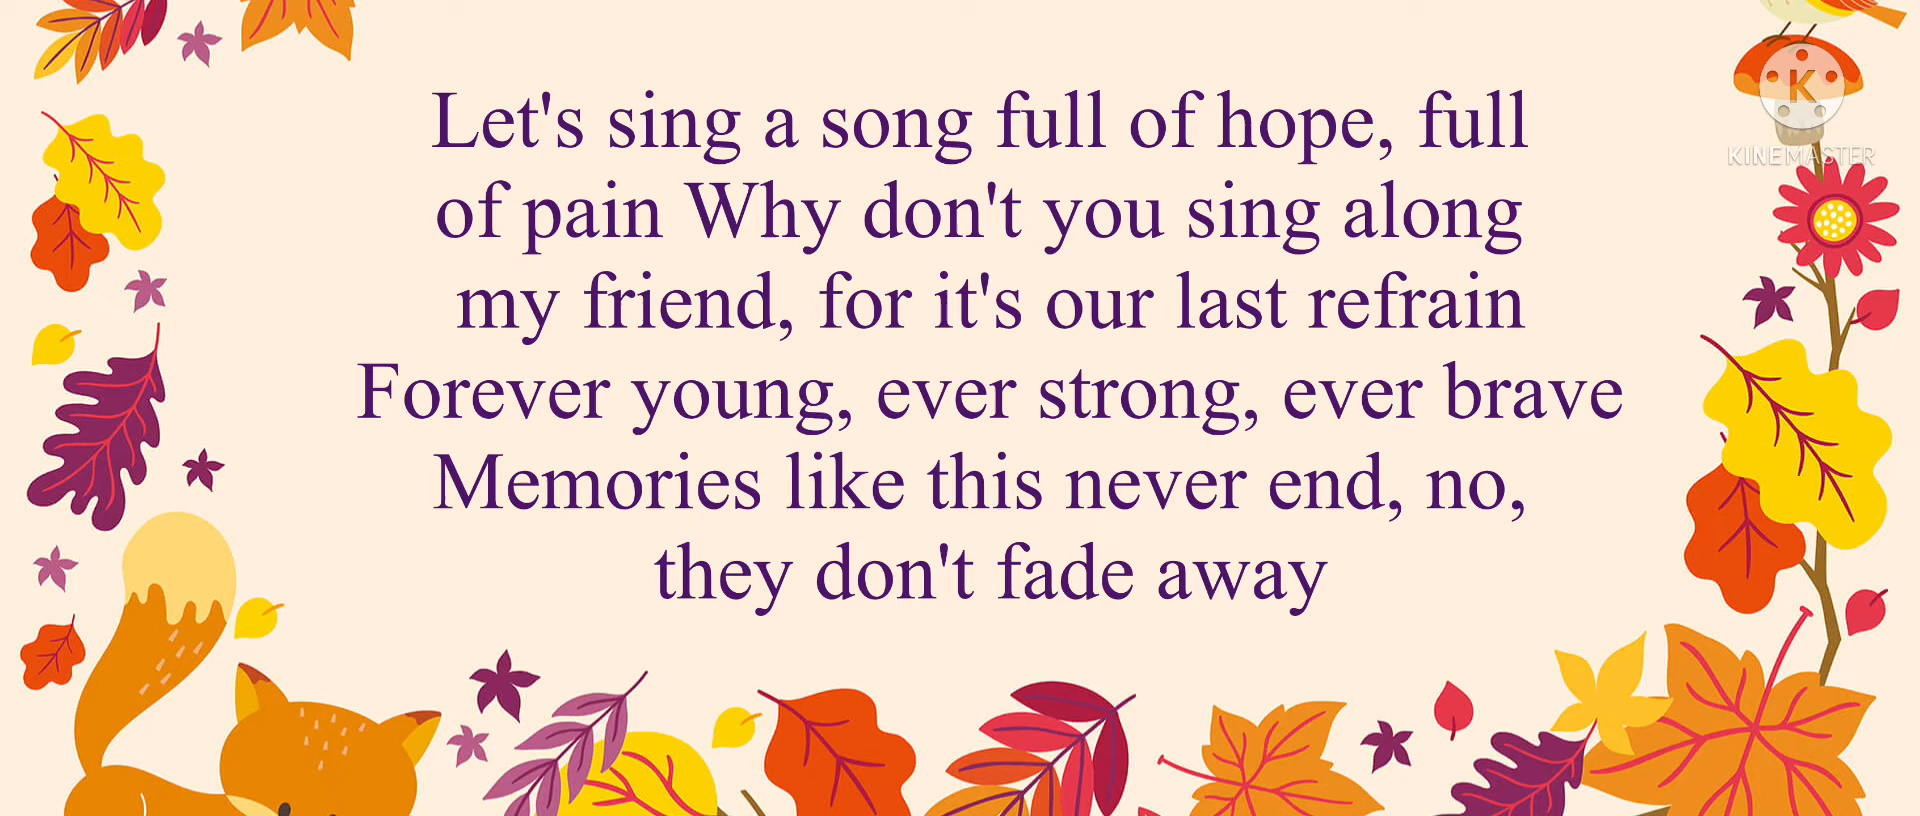 Let's sing a song full of hope, full
of pain Why don't you sing along
my friend, for it's our last refrain
Forever young, ever strong, ever brave
Memories like this never end, no,
they don't fade away
K
KINEMASTER